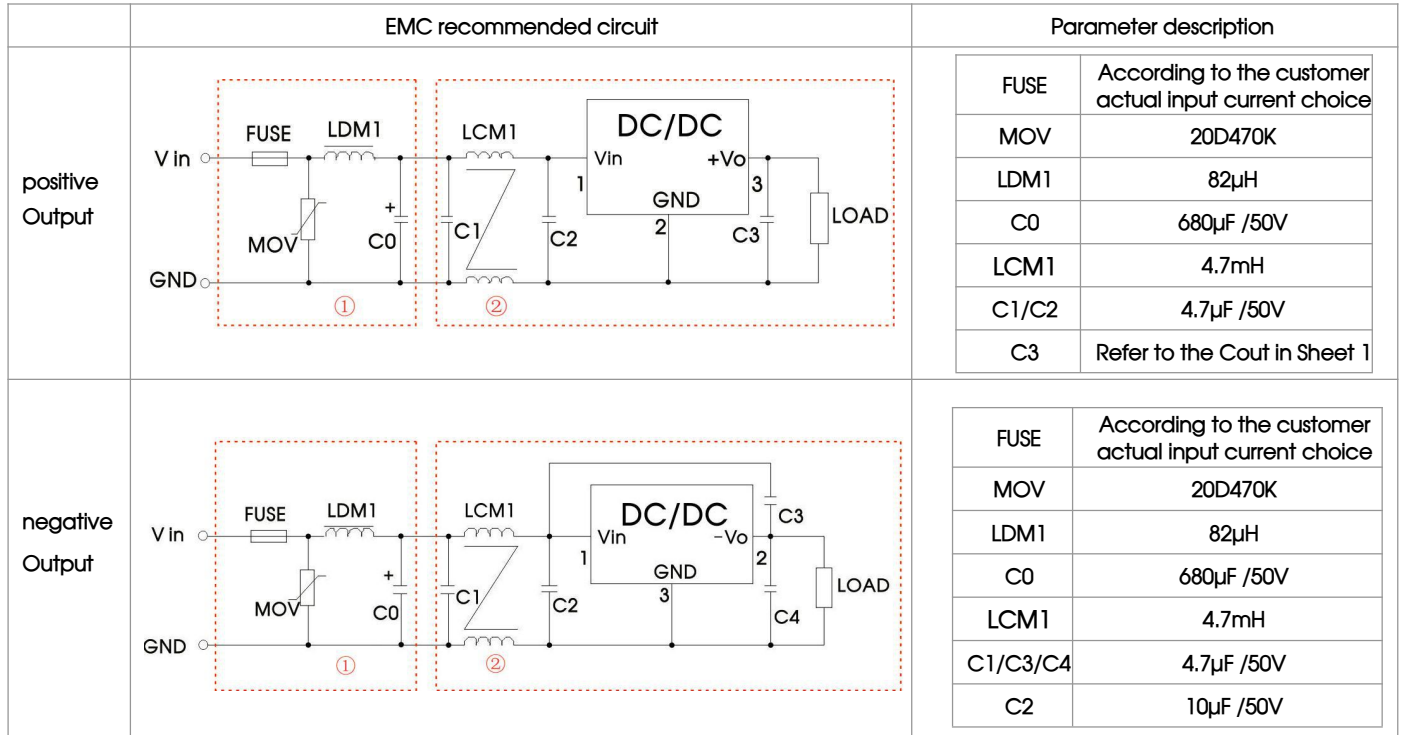 EMC recommended circuit
Parameter description
positive
Output
FUSE
LDM1
LCM1
DC/DC
V in
Vin
+Vo
1
3
GND
2
MOV
+
C0
C1
C2
C3
LOAD
GND
①
②
FUSE
According to the customer
actual input current choice
MOV
20D470K
LDM1
82µH
C0
680µF /50V
LCM1
4.7mH
C1/C2
4.7µF /50V
C3
Refer to the Cout in Sheet 1
negative
Output
FUSE
LDM1
LCM1
DC/DC
C3
V in
Vin
-Vo
1
2
GND
3
MOV
+
C0
C1
C2
C4
LOAD
GND
①
②
FUSE
According to the customer
actual input current choice
MOV
20D470K
LDM1
82µH
C0
680µF /50V
LCM1
4.7mH
C1/C3/C4
4.7µF /50V
C2
10µF /50V